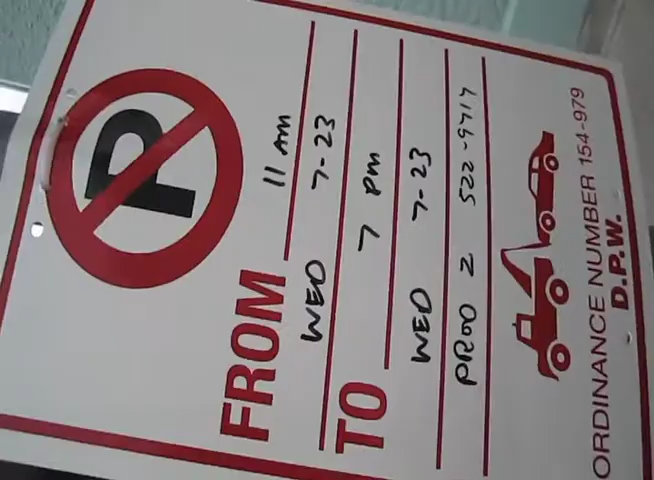 P
FROM 11 AM
WED 7-23
TO 7 PM
WED 7-23
PROD 2 522-9717
ORDINANCE NUMBER 154-979
D.P.W.